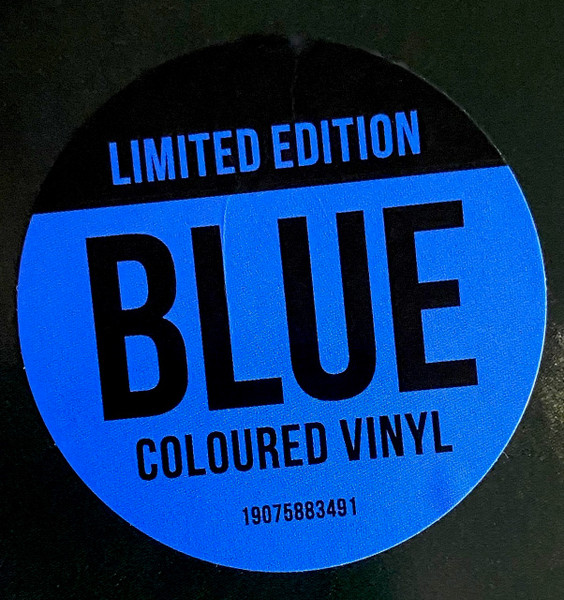 LIMITED EDITION
BLUE
COLOURED VINYL
19075883491